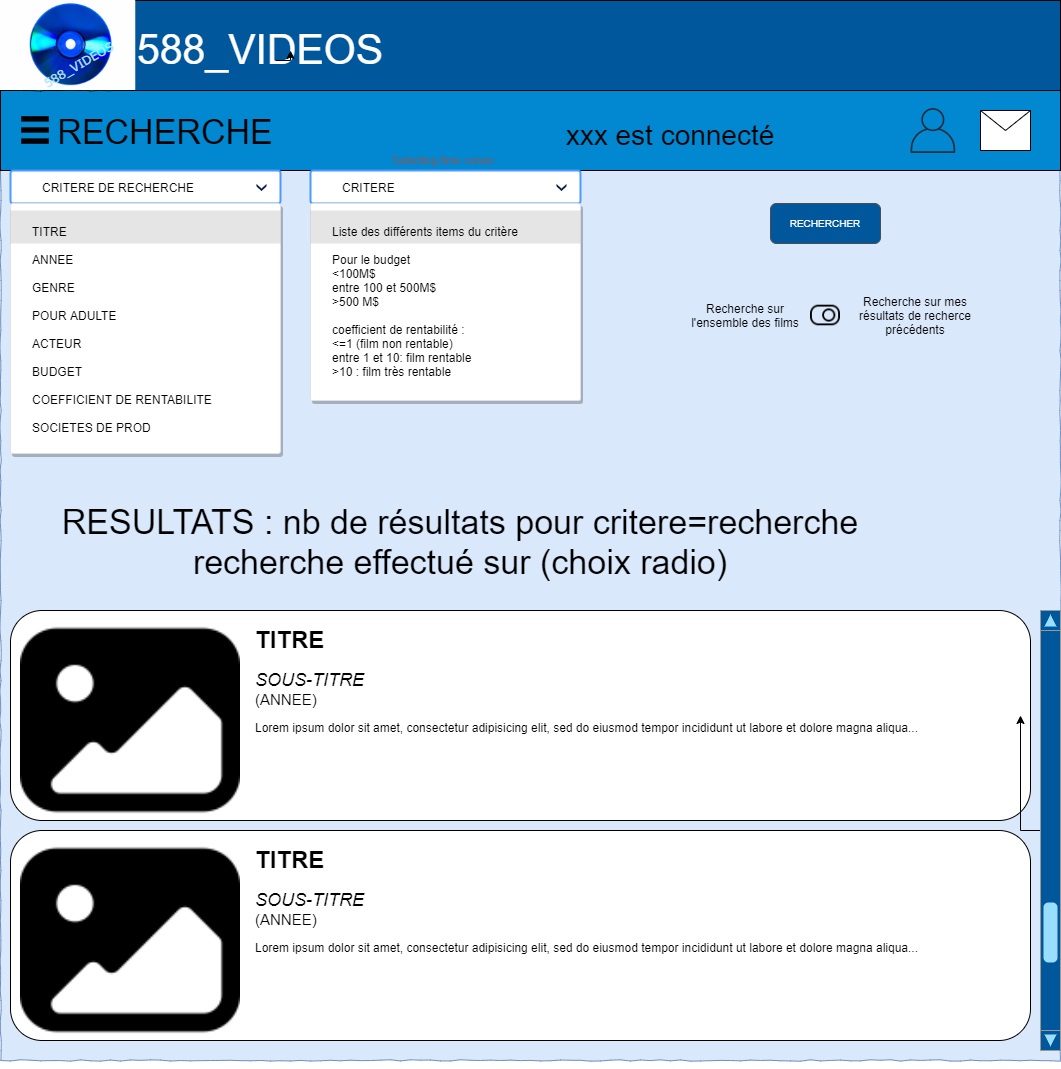 588_VIDEOS
588_VIDEOS
RECHERCHE
xxx est connecté
CRITERE DE RECHERCHE
TITRE
ANNEE
GENRE
POUR ADULTE
ACTEUR
BUDGET
COEFFICIENT DE RENTABILITE
SOCIETES DE PROD
CRITERE
Liste des différents items du critère
Pour le budget
<100M$
entre 100 et 500M$
>500 M$
coefficient de rentabilité :
<=1 (film non rentable)
entre 1 et 10: film rentable
>10 : film très rentable
RECHERCHER
Recherche sur
l'ensemble des films
Recherche sur mes
résultats de recherce
précédents
RESULTATS : nb de résultats pour critere=recherche
recherche effectué sur (choix radio)
TITRE
SOUS-TITRE
(ANNEE)
Lorem ipsum dolor sit amet, consectetur adipisicing elit, sed do eiusmod tempor incididunt ut labore et dolore magna aliqua...
TITRE
SOUS-TITRE
(ANNEE)
Lorem ipsum dolor sit amet, consectetur adipisicing elit, sed do eiusmod tempor incididunt ut labore et dolore magna aliqua...